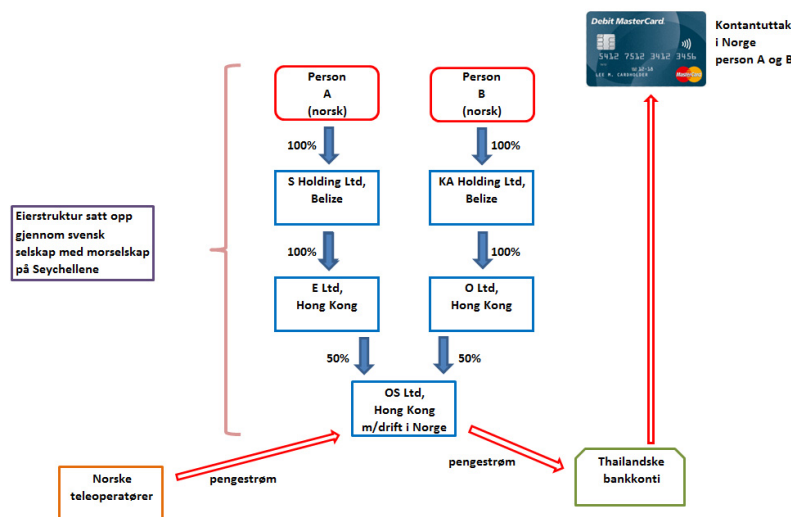 Debit MasterCard
5412 7512 3412 3456
LEE M. CARDHOLDER
MasterCard
Kontantuttak
i Norge
person A og B
Person
A
(norsk)
Person
B
(norsk)
100%
100%
S Holding Ltd,
Belize
KA Holding Ltd,
Belize
Eierstruktur satt opp
gjennom svensk
selskap med morselskap
på Seychellene
100%
100%
E Ltd,
Hong Kong
O Ltd,
Hong Kong
50%
50%
OS Ltd,
Hong Kong
m/drift i Norge
Norske
teleoperatører
pengestrøm
pengestrøm
Thailandske
bankkonti